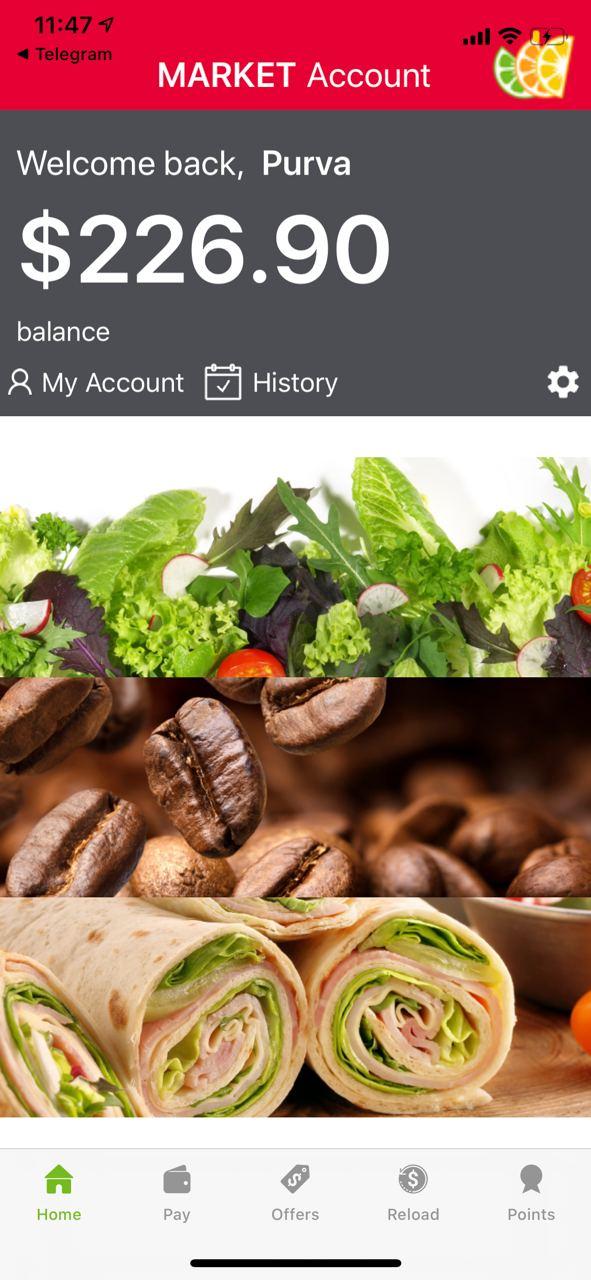 11:47
◀ Telegram
MARKET Account
Welcome back, Purva
$226.90
balance
My Account History
Home Pay Offers Reload Points